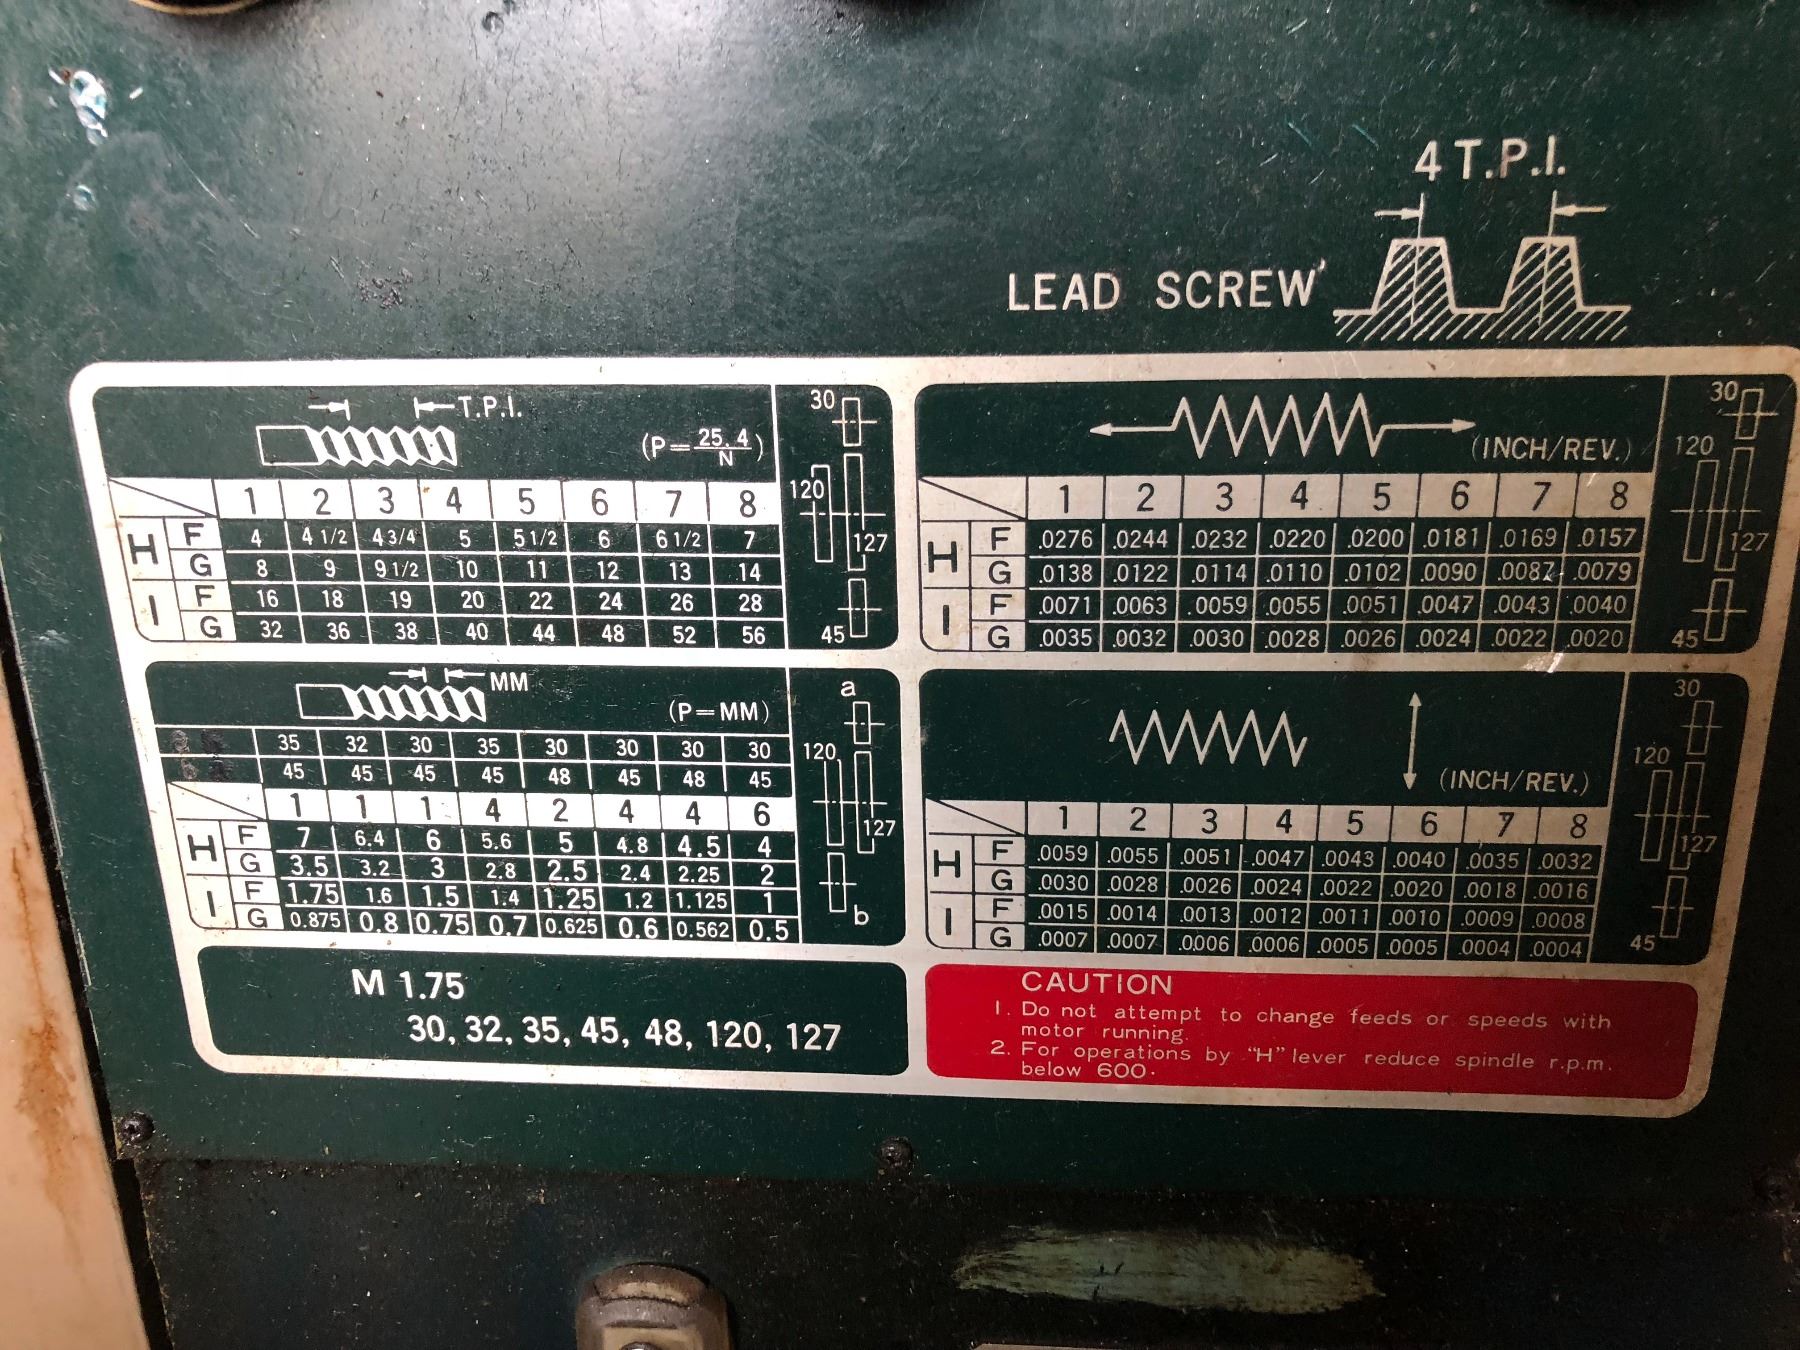 4 T.P.I.
LEAD SCREW
T.P.I.
(P=25.4/N)
30
120
127
45
1 2 3 4 5 6 7 8
H F 4 4 1/2 4 3/4 5 5 1/2 6 6 1/2 7
G 8 9 9 1/2 10 11 12 13 14
I F 16 18 19 20 22 24 26 28
G 32 36 38 40 44 48 52 56
(INCH/REV.)
30
120
127
45
1 2 3 4 5 6 7 8
H F .0276 .0244 .0232 .0220 .0200 .0181 .0169 .0157
G .0138 .0122 .0114 .0110 .0102 .0090 .0087 .0079
I F .0071 .0063 .0059 .0055 .0051 .0047 .0043 .0040
G .0035 .0032 .0030 .0028 .0026 .0024 .0022 .0020
MM
(P=MM)
a
120
127
b
35 32 30 35 30 30 30 30
45 45 45 45 48 45 48 45
1 1 1 4 2 4 4 6
H F 7 6.4 6 5.6 5 4.8 4.5 4
G 3.5 3.2 3 2.8 2.5 2.4 2.25 2
I F 1.75 1.6 1.5 1.4 1.25 1.2 1.125 1
G 0.875 0.8 0.75 0.7 0.625 0.6 0.562 0.5
(INCH/REV.)
30
120
127
45
1 2 3 4 5 6 7 8
H F .0059 .0055 .0051 .0047 .0043 .0040 .0035 .0032
G .0030 .0028 .0026 .0024 .0022 .0020 .0018 .0016
I F .0015 .0014 .0013 .0012 .0011 .0010 .0009 .0008
G .0007 .0007 .0006 .0006 .0005 .0005 .0004 .0004
M 1.75
30, 32, 35, 45, 48, 120, 127
CAUTION
1. Do not attempt to change feeds or speeds with
motor running.
2. For operations by "H" lever reduce spindle r.p.m.
below 600.